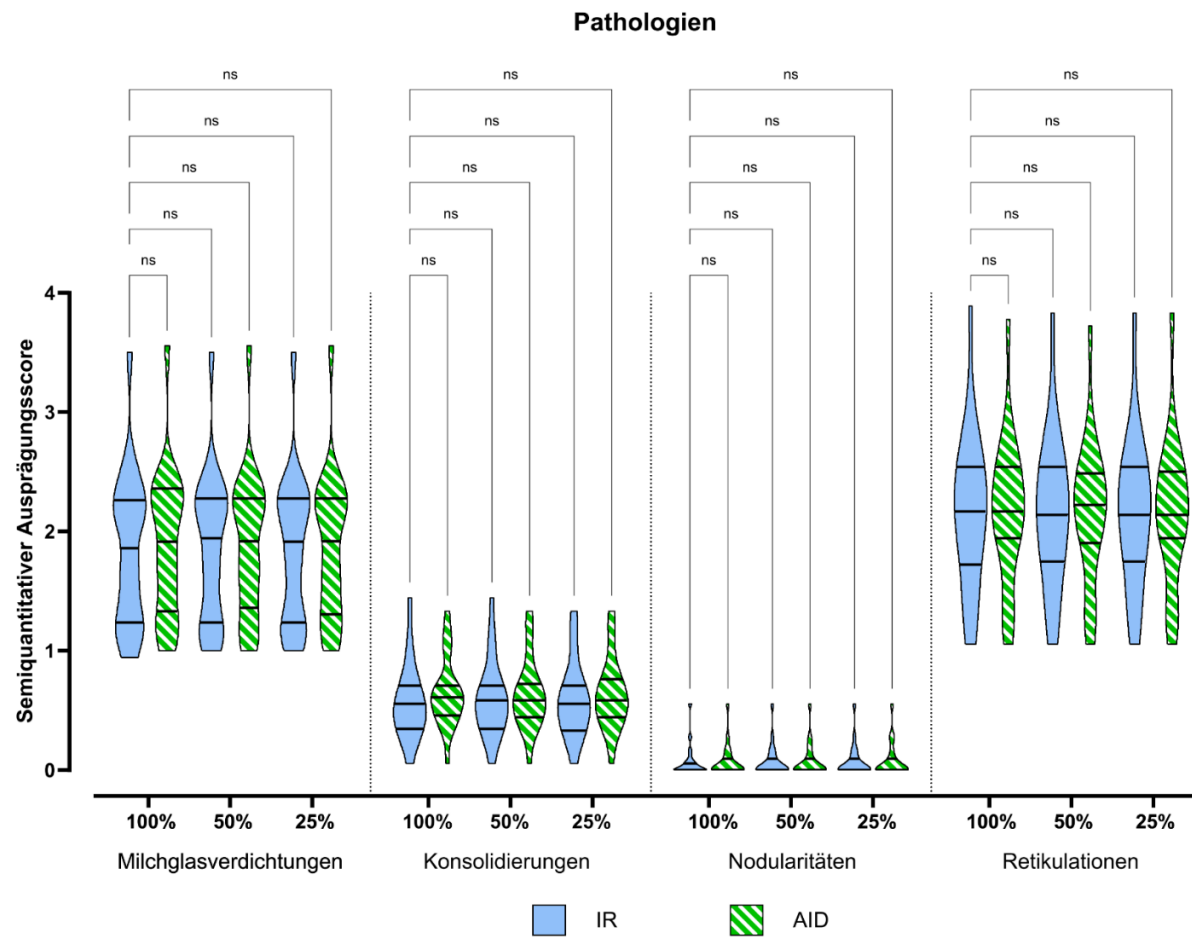 Pathologien
ns ns ns ns
ns ns ns ns
ns ns ns ns
ns ns ns ns
ns ns ns ns
Semiquantitativer Ausprägungsscore
4
3
2
1
0
100% 50% 25% 100% 50% 25% 100% 50% 25% 100% 50% 25%
Milchglasverdichtungen Konsolidierungen Nodularitäten Retikulationen
IR AID